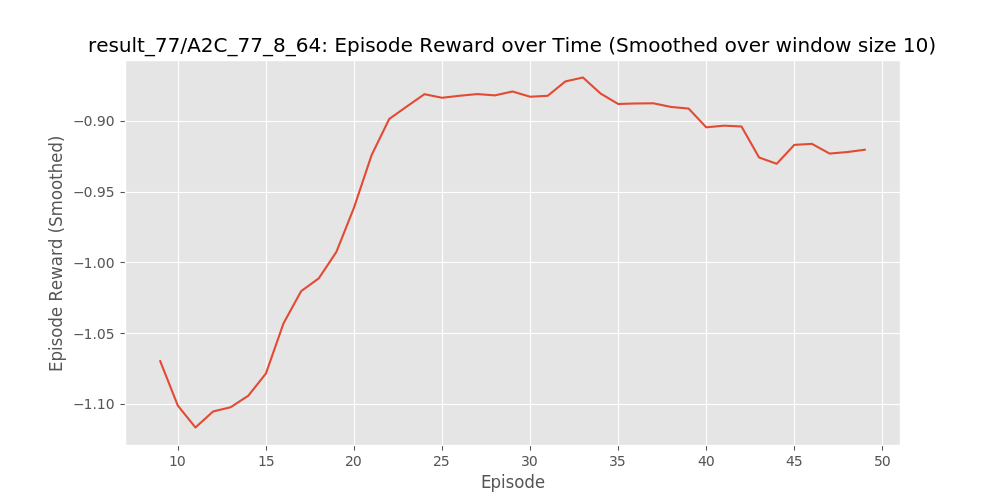 result_77/A2C_77_8_64: Episode Reward over Time (Smoothed over window size 10)
Episode Reward (Smoothed)
−0.90
−0.95
−1.00
−1.05
−1.10
10 15 20 25 30 35 40 45 50
Episode